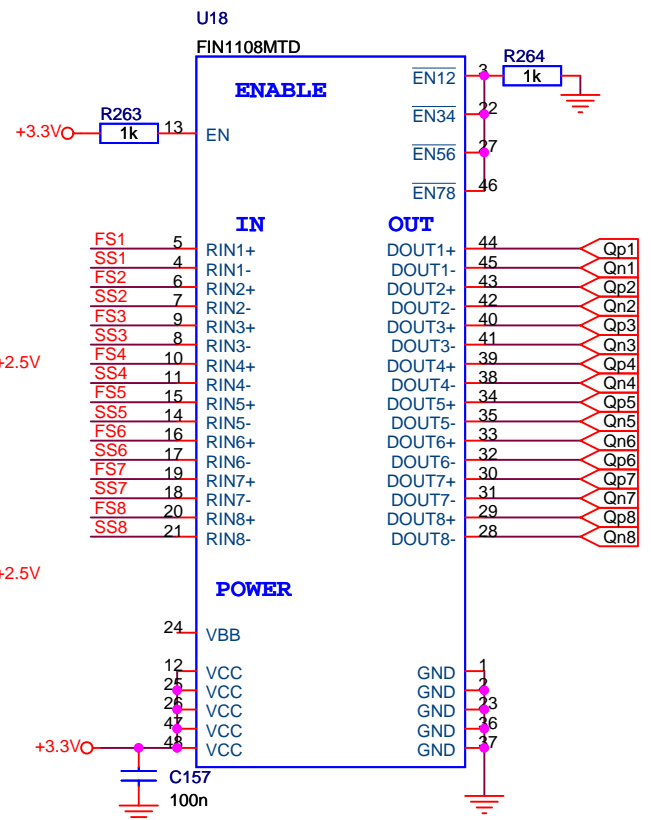 U18
FIN1108MTD
ENABLE
EN12 3 R264 1k
R263 1k
+3.3V 13 EN
EN34 22
EN56 27
EN78 46
IN OUT
FS1 5 RIN1+ DOUT1+ 44 Qp1
SS1 4 RIN1- DOUT1- 45 Qn1
FS2 6 RIN2+ DOUT2+ 43 Qp2
SS2 7 RIN2- DOUT2- 42 Qn2
FS3 9 RIN3+ DOUT3+ 40 Qp3
SS3 8 RIN3- DOUT3- 41 Qn3
+2.5V
FS4 10 RIN4+ DOUT4+ 39 Qp4
SS4 11 RIN4- DOUT4- 38 Qn4
FS5 15 RIN5+ DOUT5+ 34 Qp5
SS5 14 RIN5- DOUT5- 35 Qn5
FS6 16 RIN6+ DOUT6+ 33 Qn6
SS6 17 RIN6- DOUT6- 32 Qp6
FS7 19 RIN7+ DOUT7+ 30 Qp7
SS7 18 RIN7- DOUT7- 31 Qn7
FS8 20 RIN8+ DOUT8+ 29 Qp8
SS8 21 RIN8- DOUT8- 28 Qn8
+2.5V
POWER
24 VBB
12 VCC GND 1
25 VCC GND 2
26 VCC GND 23
47 VCC GND 36
+3.3V 48 VCC GND 37
C157
100n